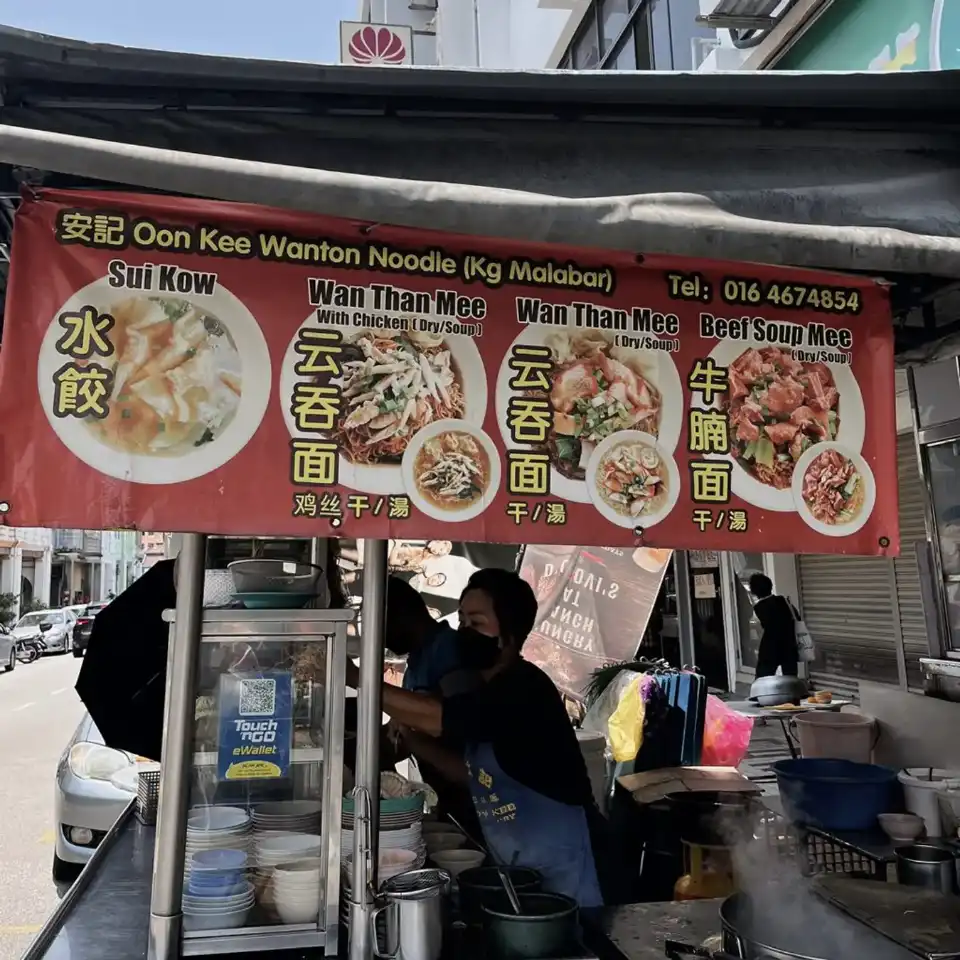 安記 Oon Kee Wanton Noodle (Kg Malabar)
Tel: 016 4674854
Sui Kow
水餃
Wan Than Mee
With Chicken (Dry/Soup)
云吞面
鸡丝 干/湯
Wan Than Mee
(Dry/Soup)
云吞面
干/湯
Beef Soup Mee
(Dry/Soup)
牛腩面
干/湯
Touch
'nGO
eWallet